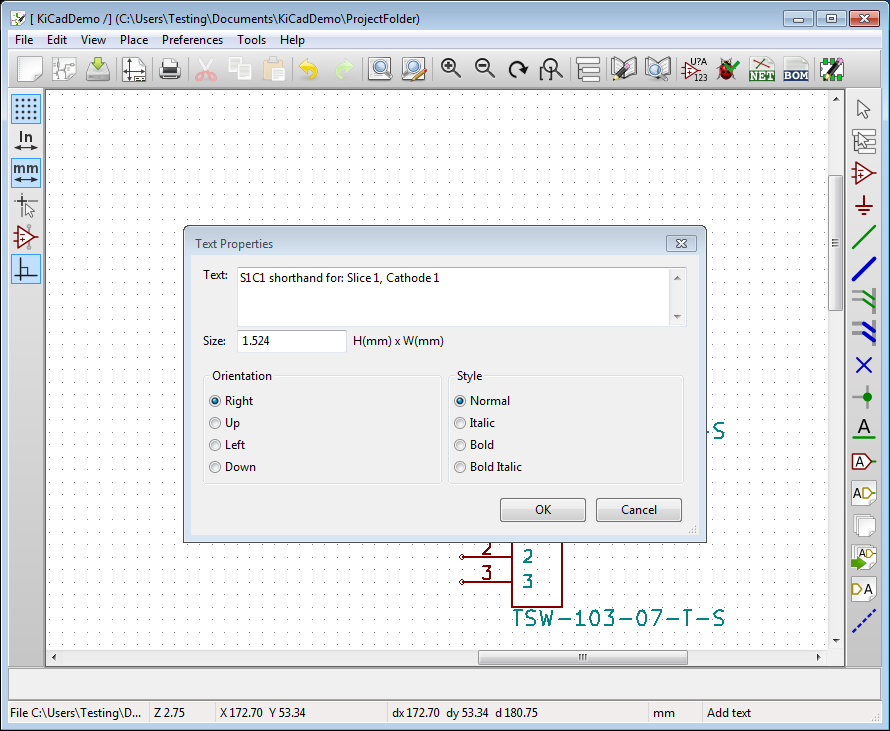 [ KiCadDemo /] (C:\Users\Testing\Documents\KiCadDemo\ProjectFolder)
File Edit View Place Preferences Tools Help
U?A
123
NET
BOM
In
mm
Text Properties
Text:
S1C1 shorthand for: Slice 1, Cathode 1
Size:
1.524
H(mm) x W(mm)
Orientation
Right
Up
Left
Down
Style
Normal
Italic
Bold
Bold Italic
OK
Cancel
-S
2 2
3 3
TSW-103-07-T-S
A
A
AD
AD
DA
File C:\Users\Testing\D... Z 2.75 X 172.70 Y 53.34 dx 172.70 dy 53.34 d 180.75 mm Add text